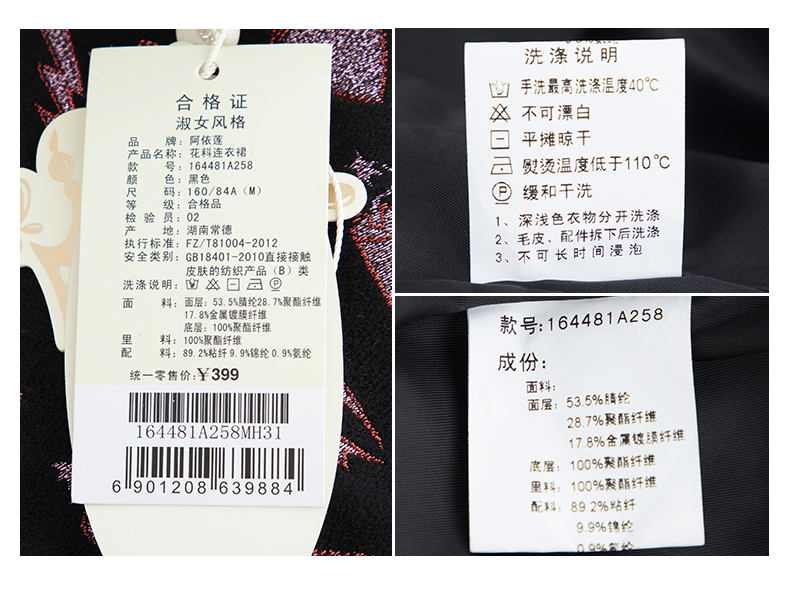 合格证
淑女风格
品 牌：阿依莲
产品名称：花料连衣裙
款 号：164481A258
颜 色：黑色
尺 码：160/84A（M）
等 级：合格品
检 验 员：02
产 地：湖南常德
执行标准：FZ/T81004-2012
安全类别：GB18401-2010直接接触
皮肤的纺织产品（B）类
洗涤说明：
面 料：面层：53.5%腈纶28.7%聚酯纤维
17.8%金属镀膜纤维
底层：100%聚酯纤维
里 料：100%聚酯纤维
配 料：89.2%粘纤9.9%锦纶0.9%氨纶
统一零售价：￥399
164481A258MH31
6 901208 639884
洗涤说明
手洗最高洗涤温度40℃
不可漂白
平摊晾干
熨烫温度低于110℃
P 缓和干洗
1、深浅色衣物分开洗涤
2、毛皮、配件拆下后洗涤
3、不可长时间浸泡
款号：164481A258
成份：
面料：
面层：53.5%腈纶
28.7%聚酯纤维
17.8%金属镀膜纤维
底层：100%聚酯纤维
里料：100%聚酯纤维
配料：89.2%粘纤
9.9%锦纶
0.9%氨纶